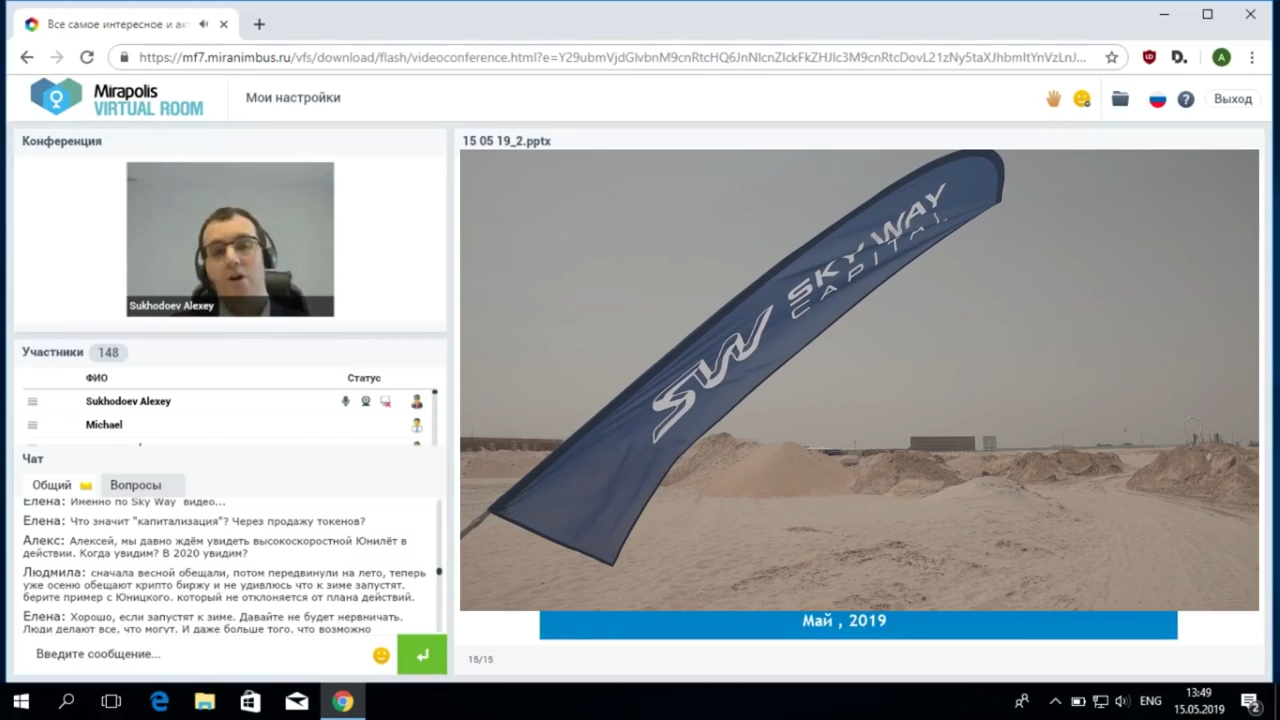 Все самое интересное и ак
https://mf7.miranimbus.ru/vfs/download/flash/videoconference.html?e=Y29ubmVjdGlvbnM9cnRtcHQ6JnNlcnZlckFkZHJlc3M9cnRtcDovL21zNy5taXJhbmltYnVzLnJ...
Mirapolis
VIRTUAL ROOM
Мои настройки
Выход
Конференция
15 05 19_2.pptx
Sukhodoev Alexey
SW SKYWAY
CAPITAL
Участники 148
ФИО Статус
Sukhodoev Alexey
Michael
Чат
Общий Вопросы
Елена: Именно по Sky Way видео...
Елена: Что значит "капитализация"? Через продажу токенов?
Алекс: Алексей, мы давно ждём увидеть высокоскоростной Юнилёт в
действии. Когда увидим? В 2020 увидим?
Людмила: сначала весной обещали, потом передвинули на лето, теперь
уже осеню обещают крипто биржу и не удивлюсь что к зиме запустят.
берите пример с Юницкого. который не отклоняется от плана действий.
Елена: Хорошо, если запустят к зиме. Давайте не будет нервничать.
Люди делают все, что могут. И даже больше того, что возможно
Май , 2019
Введите сообщение...
15/15
ENG
13:49
15.05.2019
2